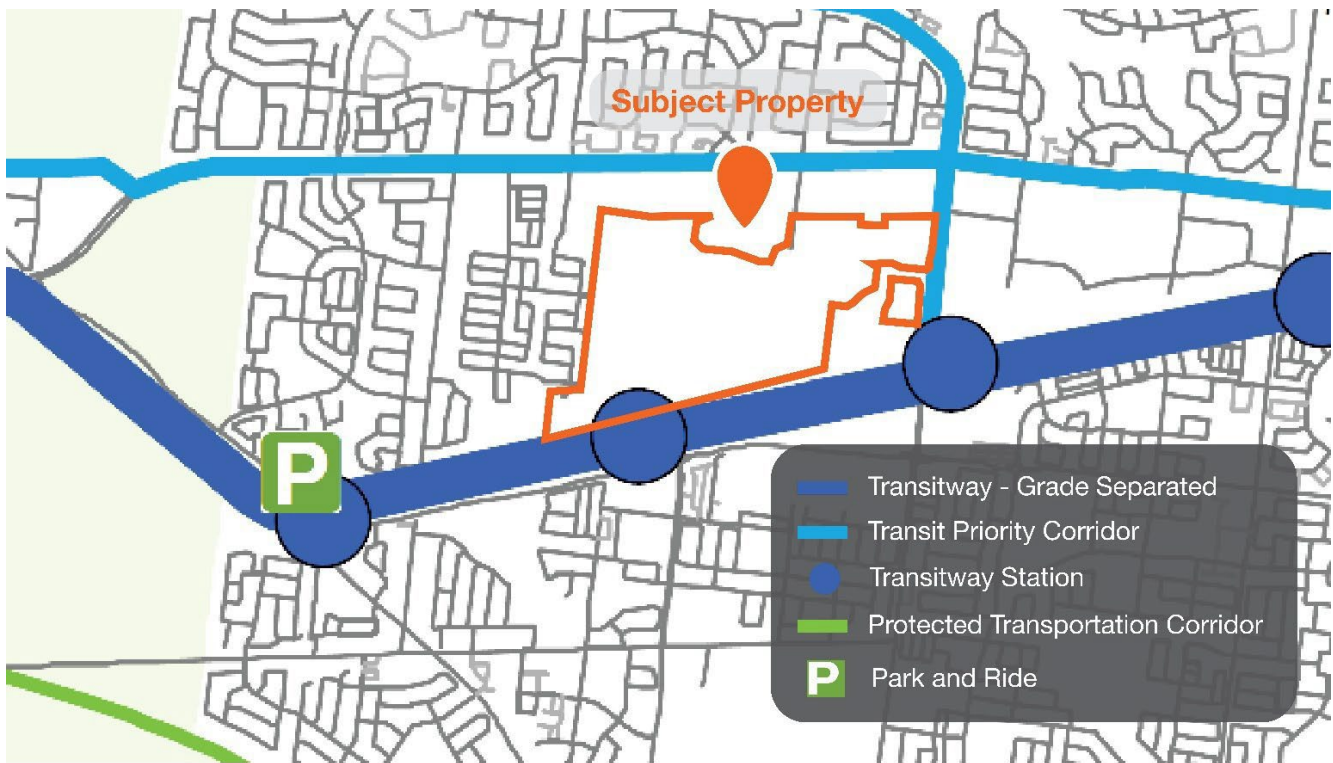 Subject Property
P
Transitway - Grade Separated
Transit Priority Corridor
Transitway Station
Protected Transportation Corridor
P Park and Ride